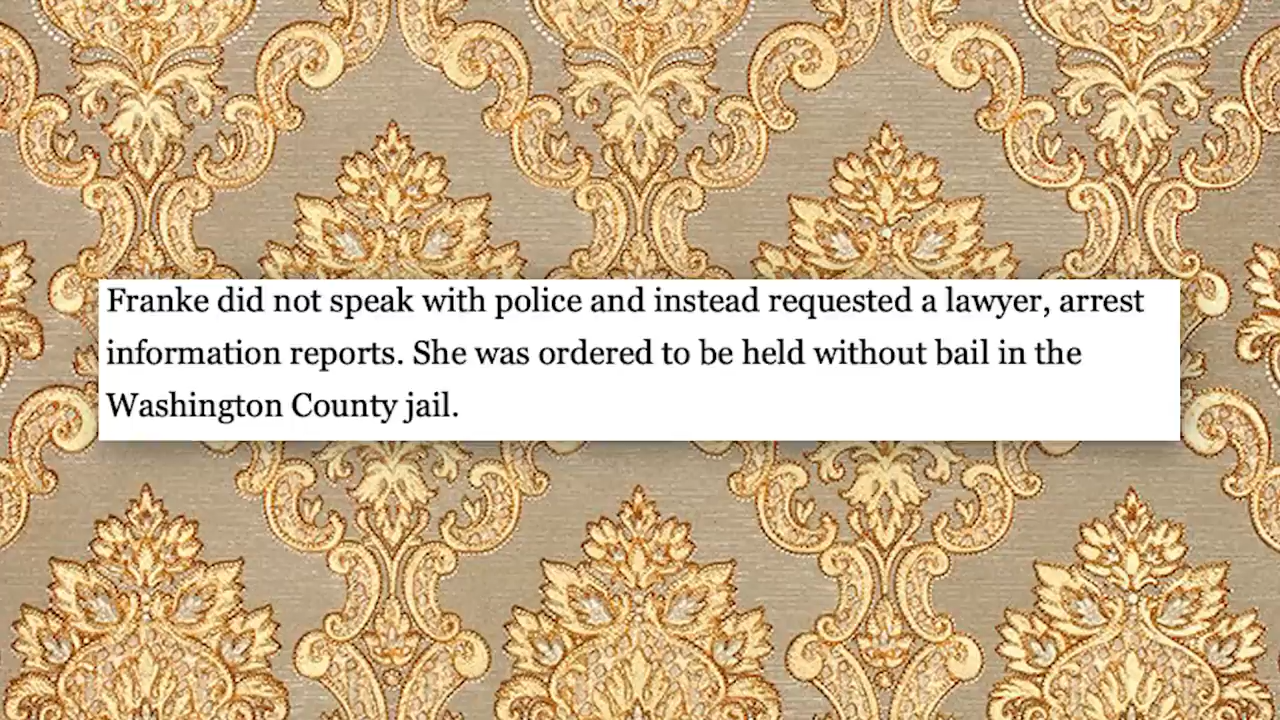 Franke did not speak with police and instead requested a lawyer, arrest
information reports. She was ordered to be held without bail in the
Washington County jail.